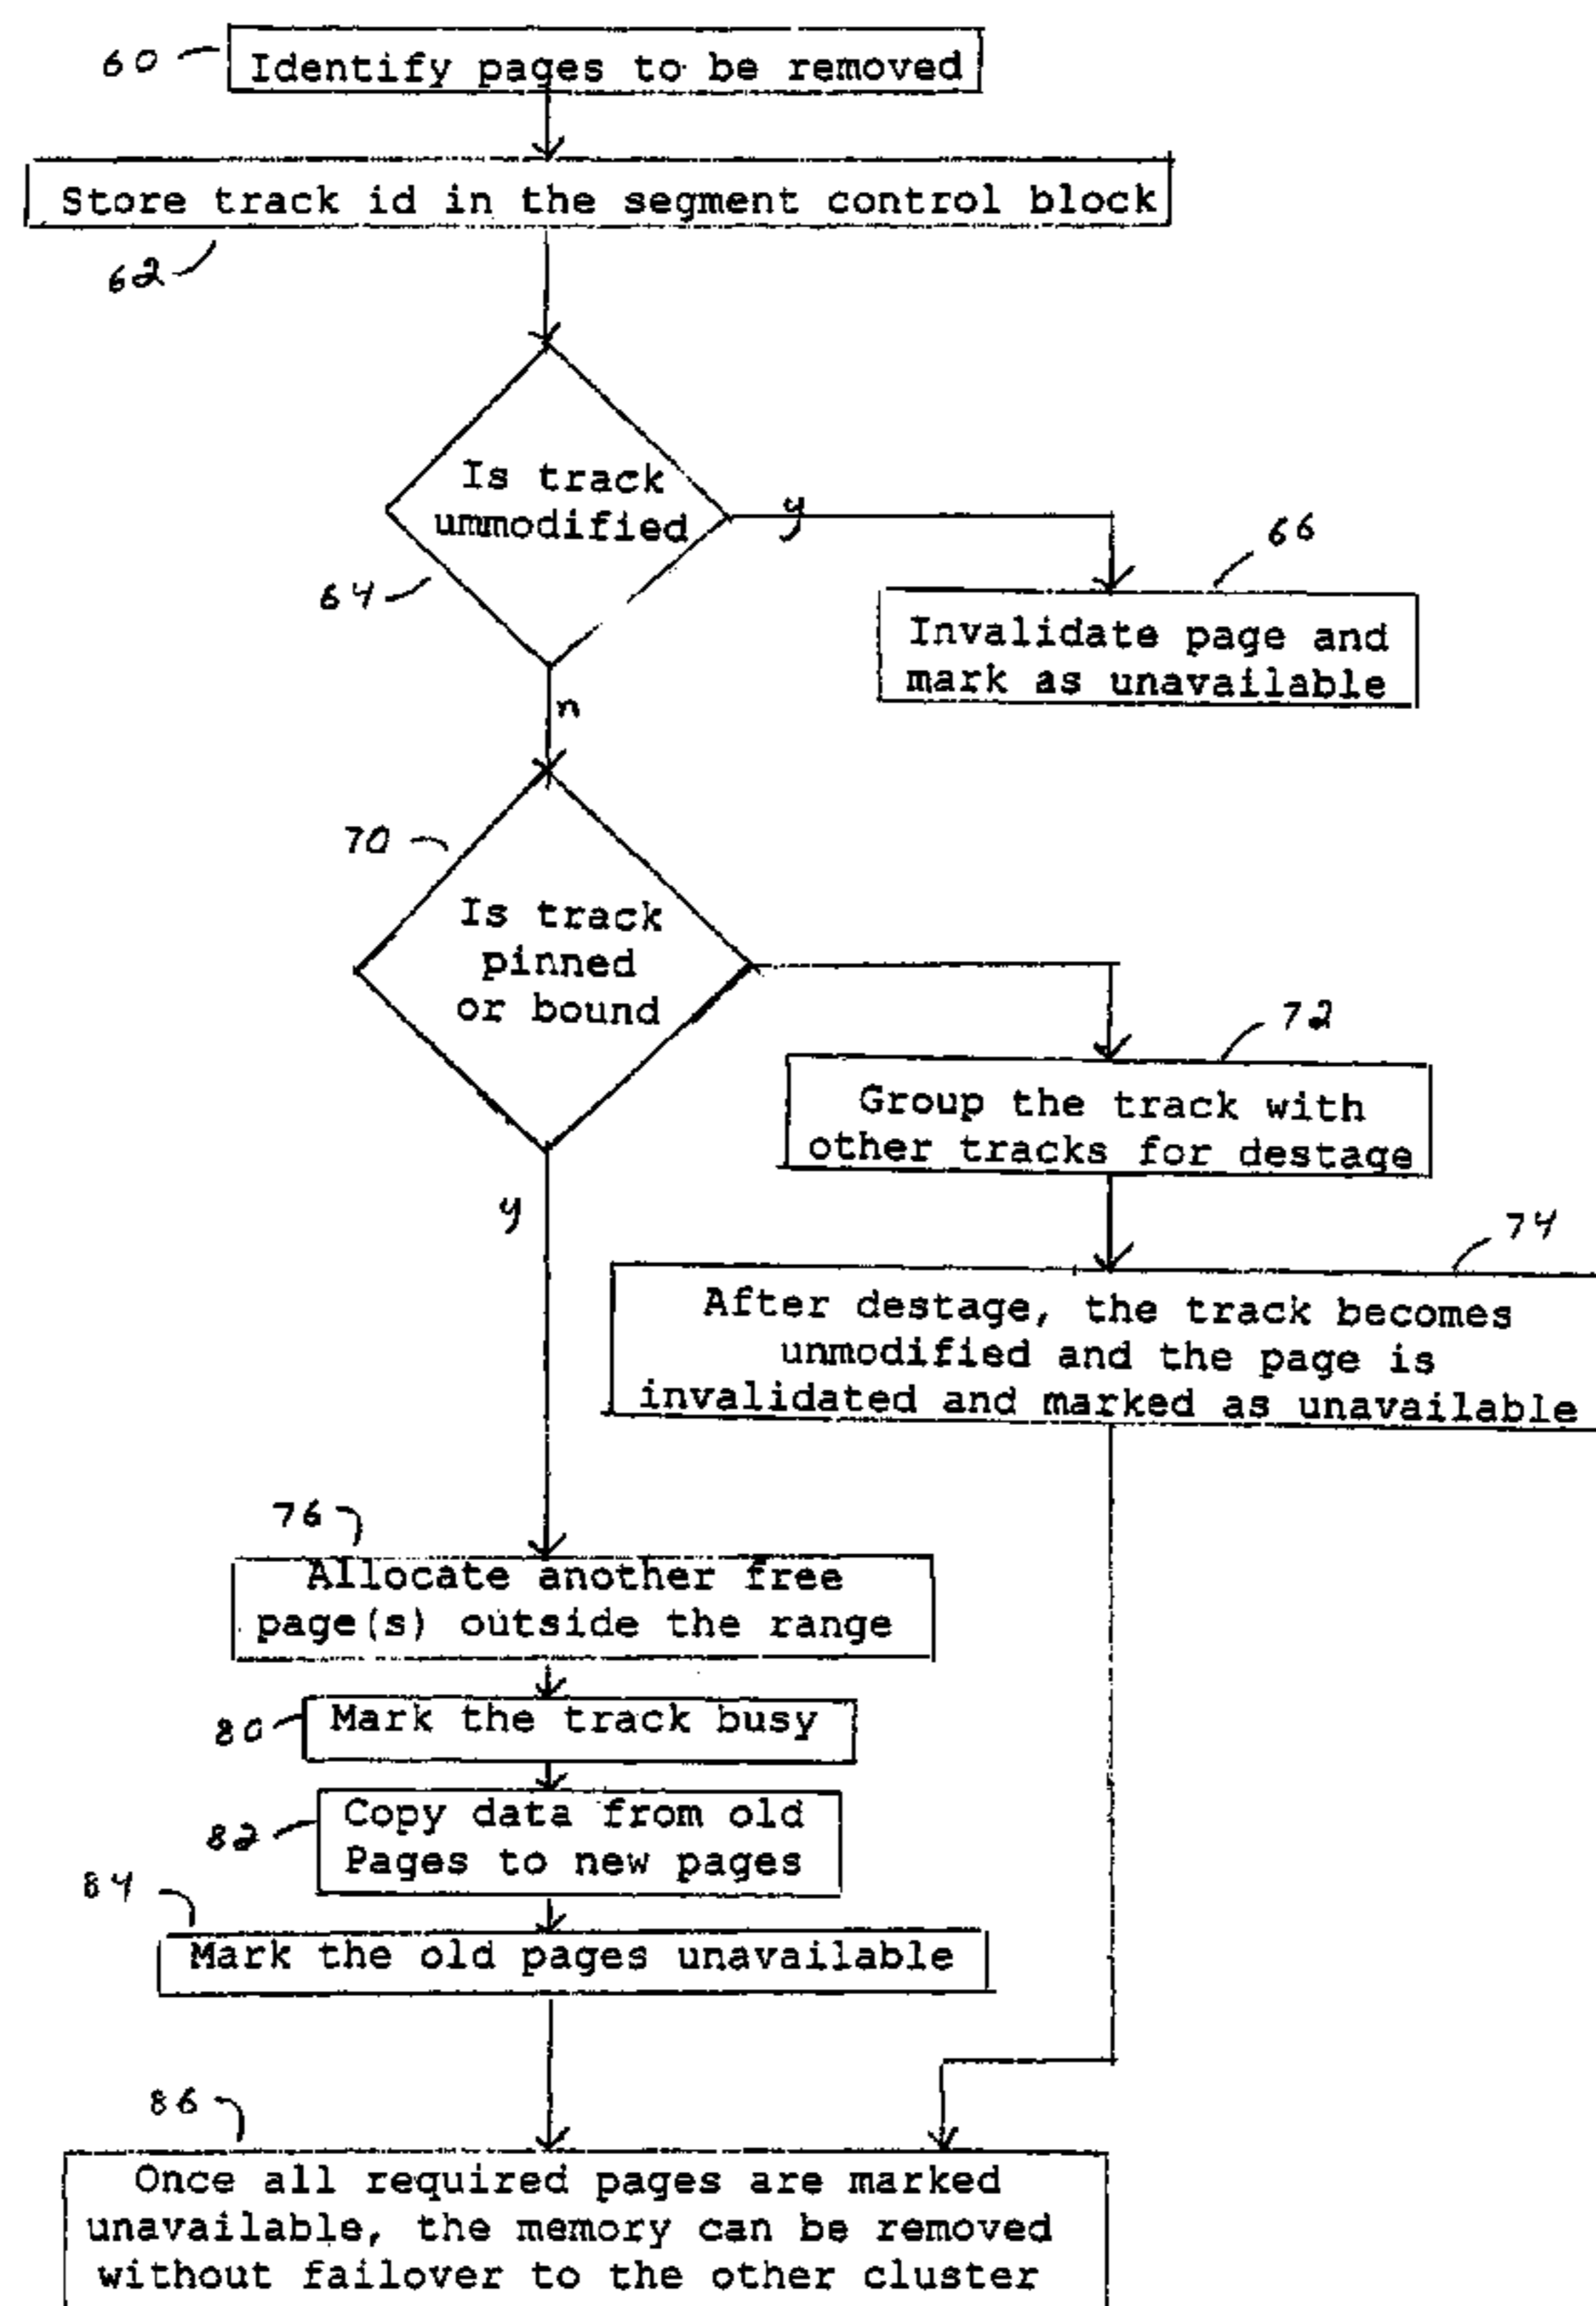 60
Identify pages to be removed
Store track id in the segment control block
62
Is track
ummodified
y
64
66
Invalidate page and
mark as unavailable
n
70
Is track
pinned
or bound
72
Group the track with
other tracks for destage
y
74
After destage, the track becomes
unmodified and the page is
invalidated and marked as unavailable
76
Allocate another free
page(s) outside the range
80
Mark the track busy
82
Copy data from old
Pages to new pages
84
Mark the old pages unavailable
86
Once all required pages are marked
unavailable, the memory can be removed
without failover to the other cluster